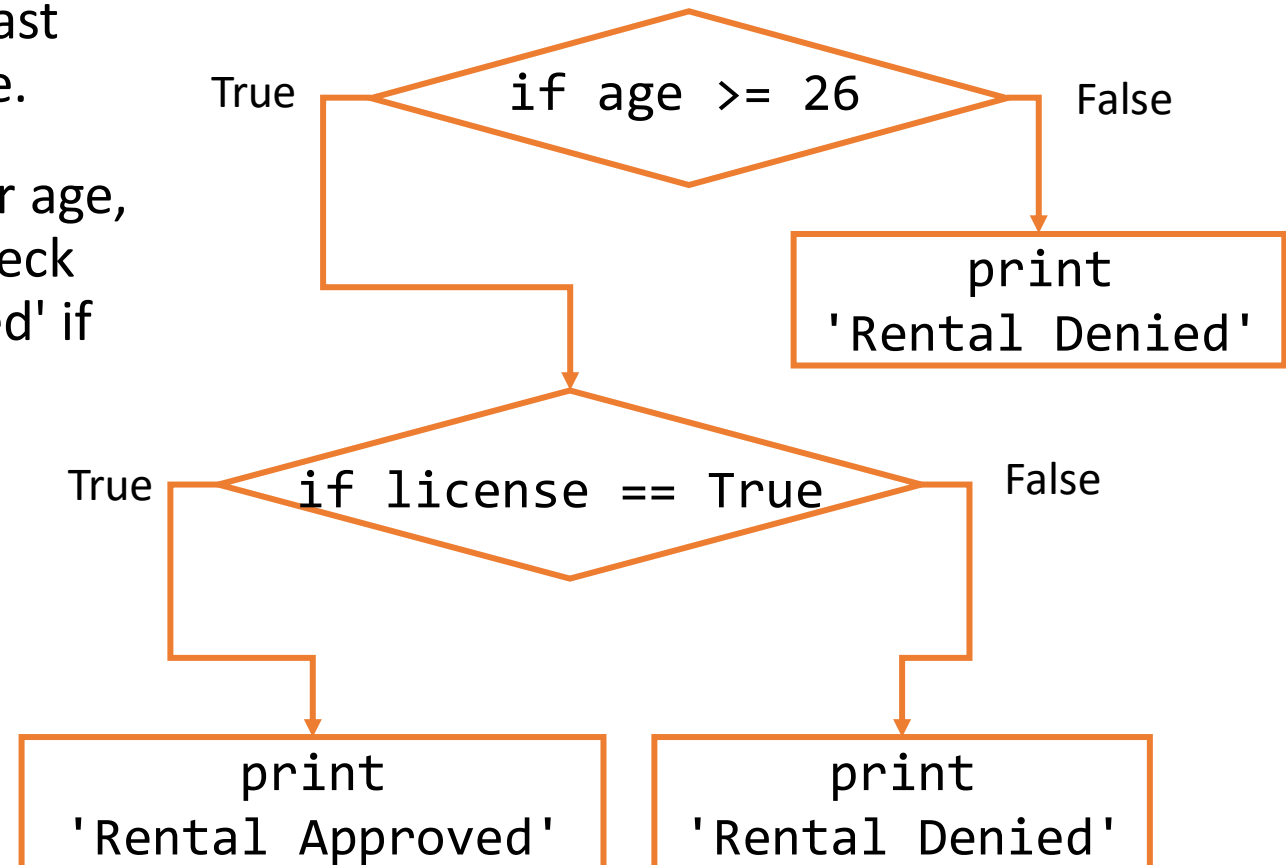 ast
e.
r age,
eck
ed' if
True
if age >= 26
False
print
'Rental Denied'
True
if license == True
False
print
'Rental Approved'
print
'Rental Denied'